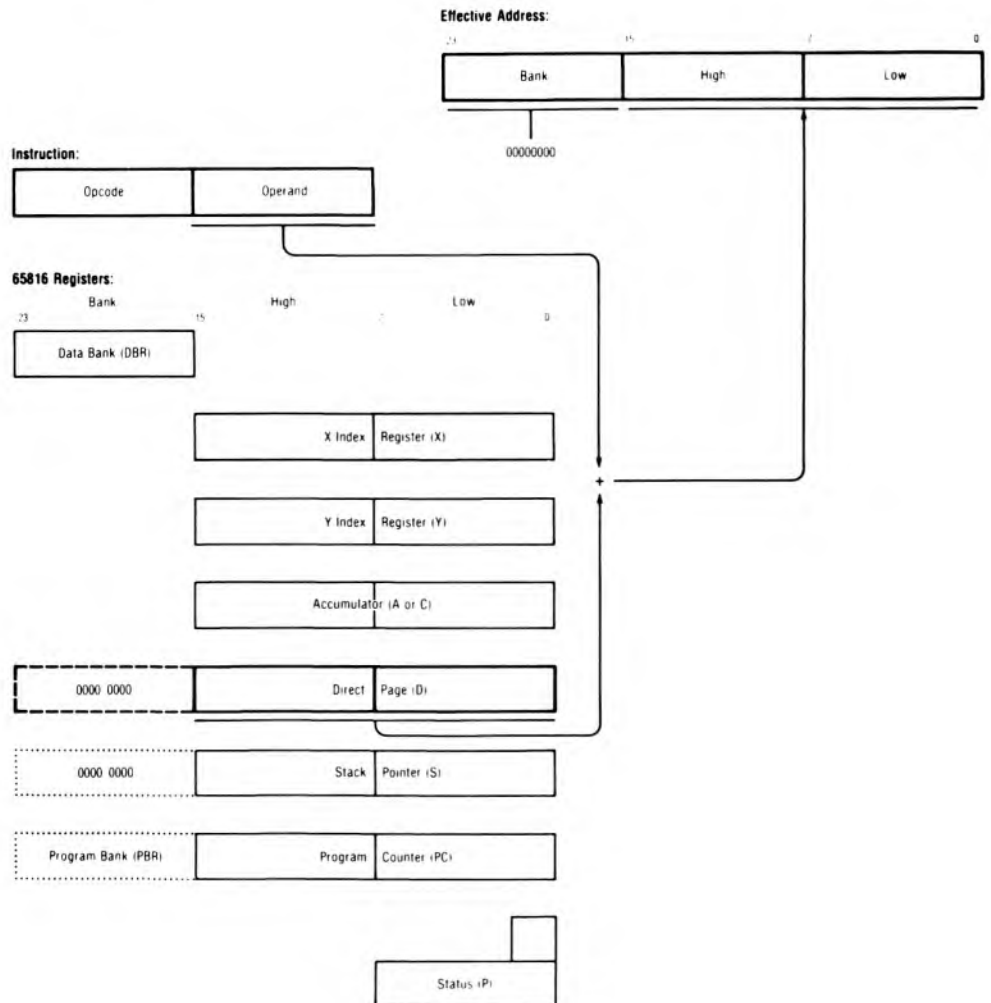 Effective Address:
23 15 7 0
Bank High Low
00000000
Instruction:
Opcode Operand
65816 Registers:
Bank High Low
23 15 7 0
Data Bank (DBR)
X Index Register (X)
Y Index Register (Y)
Accumulator (A or C)
0000 0000 Direct Page (D)
+
0000 0000 Stack Pointer (S)
Program Bank (PBR) Program Counter (PC)
Status (P)